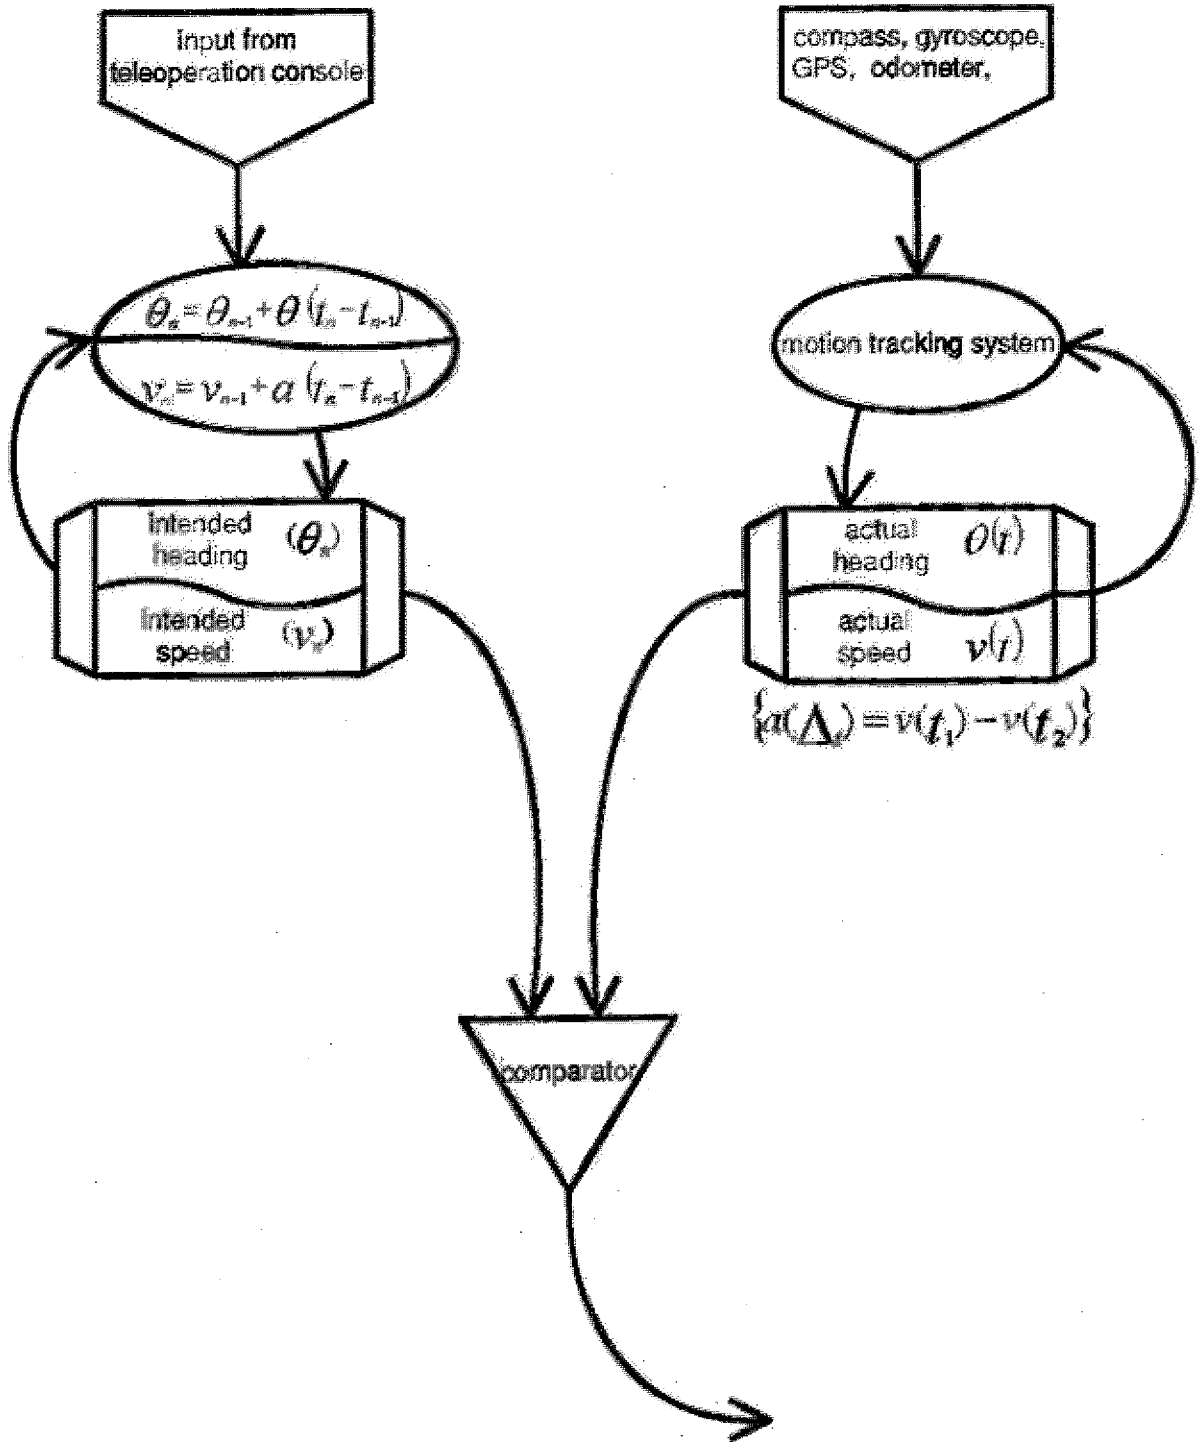 input from
teleoperation console
θₙ = θₙ₋₁ + θ (tₙ − tₙ₋₁)
vₙ = vₙ₋₁ + a (tₙ − tₙ₋₁)
intended
heading (θₙ)
intended
speed (vₙ)
compass, gyroscope,
GPS, odometer,
motion tracking system
actual
heading θ(t)
actual
speed v(t)
{a(Δₜ) = v(t₁) − v(t₂)}
comparator